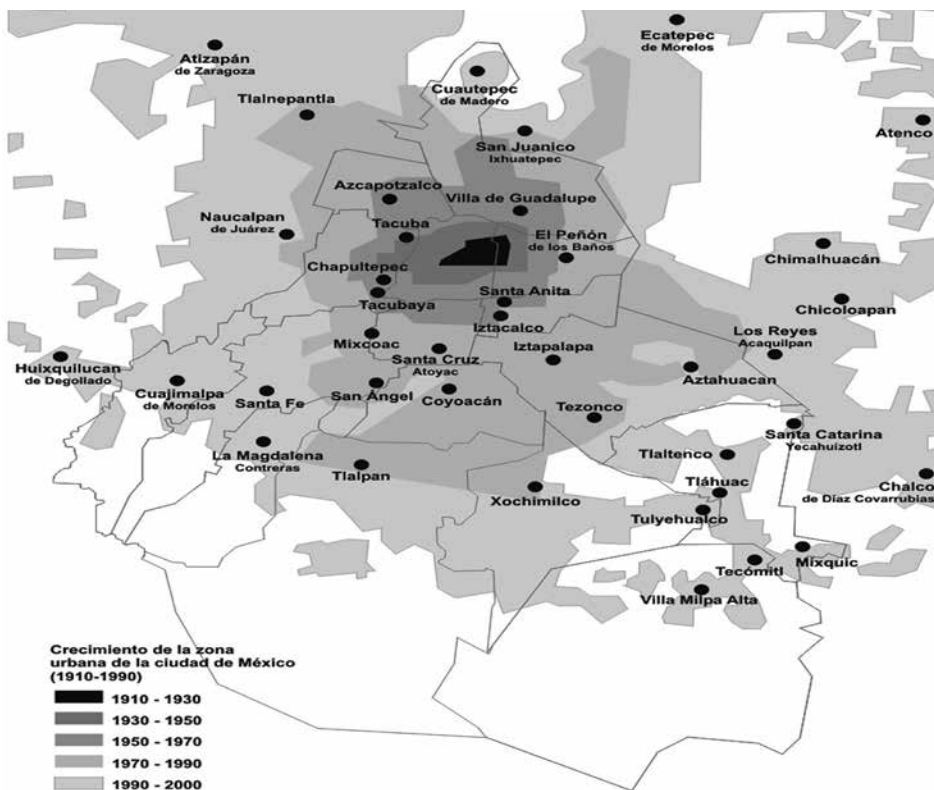 Ecatepec
de Morelos
Atizapán
de Zaragoza
Cuautepec
de Madero
Tlalnepantla
Atenco
San Juanico
Ixhuatepec
Azcapotzalco
Villa de Guadalupe
Naucalpan
de Juárez
Tacuba
El Peñón
de los Baños
Chimalhuacán
Chapultepec
Tacubaya
Santa Anita
Iztacalco
Chicoloapan
Mixcoac
Santa Cruz
Atoyac
Iztapalapa
Los Reyes
Acaquilpan
Huixquilucan
de Degollado
Cuajimalpa
de Morelos
Santa Fe
San Ángel
Coyoacán
Aztahuacan
Tezonco
La Magdalena
Contreras
Tlalpan
Santa Catarina
Yecahuízotl
Tlaltenco
Xochimilco
Tláhuac
Chalco
de Díaz Covarrubias
Tulyehualco
Mixquic
Tecómitl
Villa Milpa Alta
Crecimiento de la zona
urbana de la ciudad de México
(1910-1990)
1910 - 1930
1930 - 1950
1950 - 1970
1970 - 1990
1990 - 2000